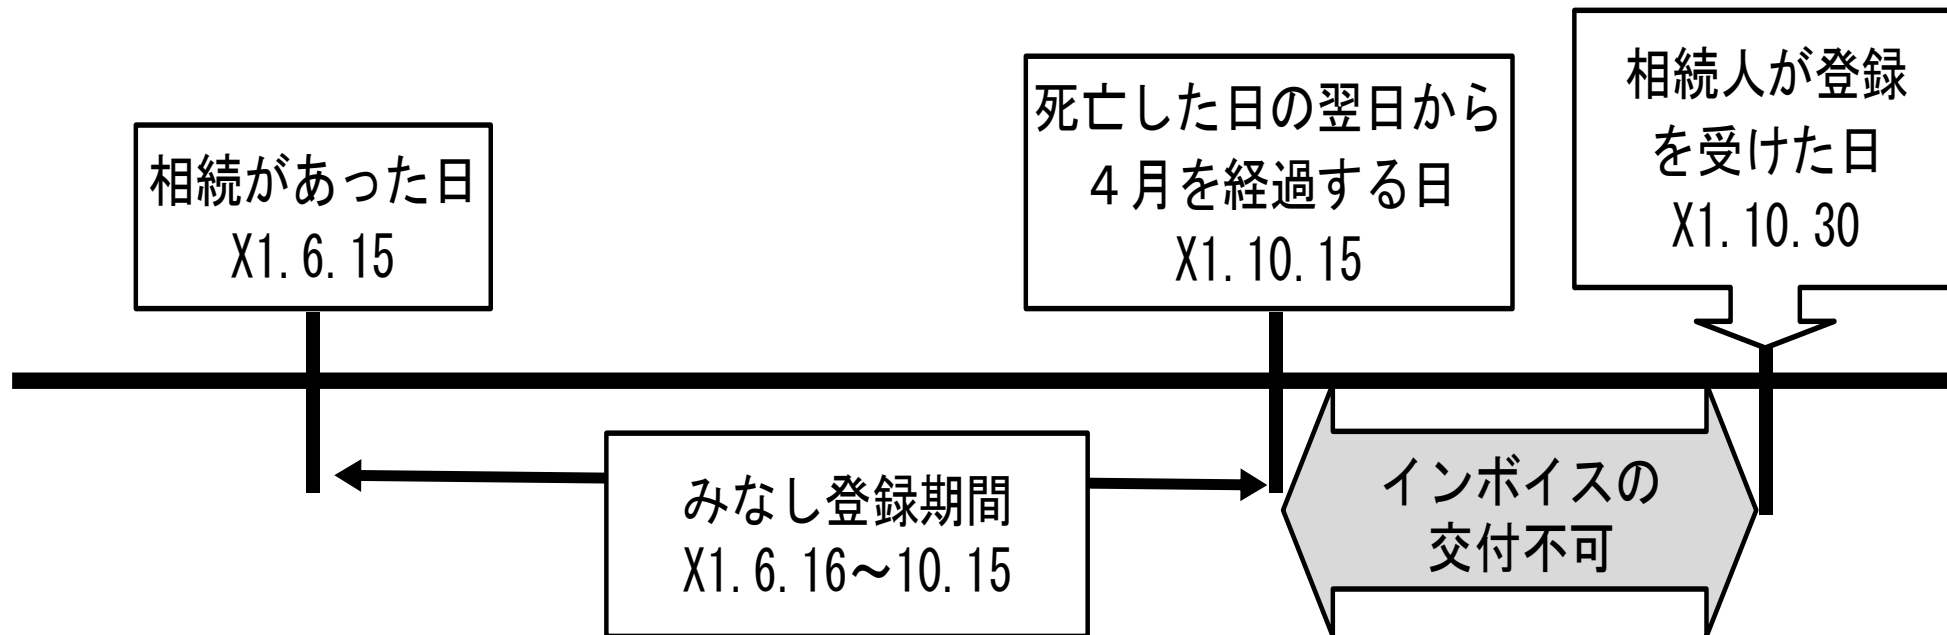 相続があった日
X1.6.15
死亡した日の翌日から
４月を経過する日
X1.10.15
相続人が登録
を受けた日
X1.10.30
みなし登録期間
X1.6.16～10.15
インボイスの
交付不可